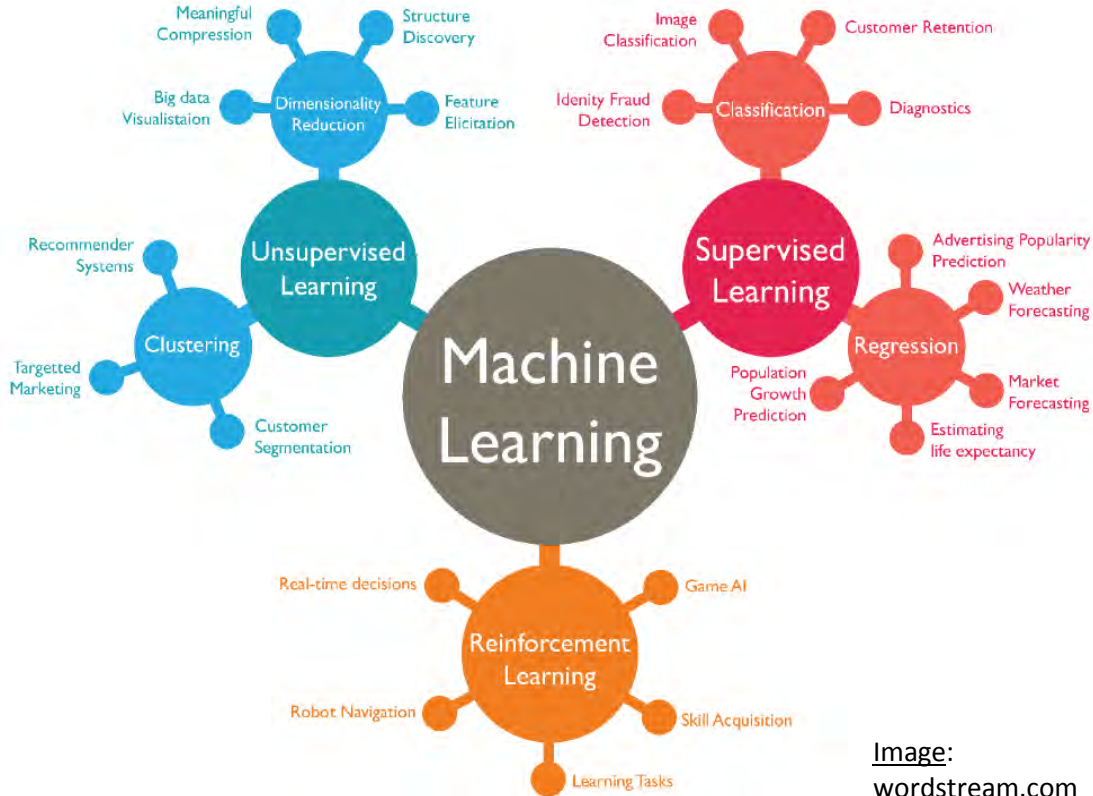 Meaningful
Compression
Structure
Discovery
Big data
Visualistaion
Dimensionality
Reduction
Feature
Elicitation
Unsupervised
Learning
Recommender
Systems
Clustering
Targetted
Marketing
Customer
Segmentation
Machine
Learning
Image
Classification
Customer Retention
Idenity Fraud
Detection
Classification
Diagnostics
Supervised
Learning
Advertising Popularity
Prediction
Weather
Forecasting
Regression
Population
Growth
Prediction
Market
Forecasting
Estimating
life expectancy
Real-time decisions
Game AI
Reinforcement
Learning
Robot Navigation
Skill Acquisition
Learning Tasks
Image:
wordstream.com